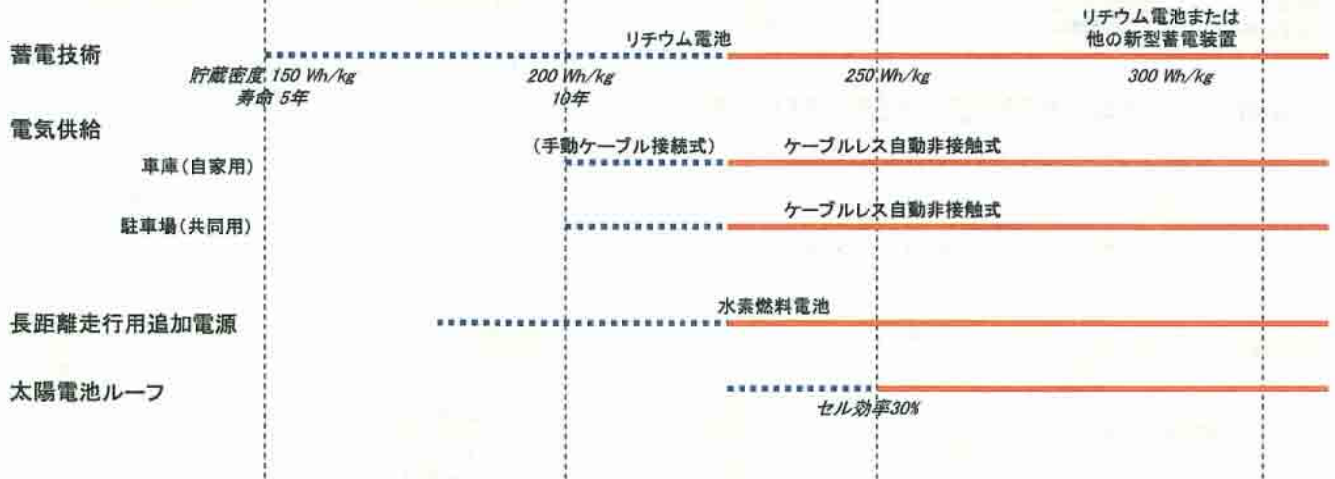 リチウム電池または
他の新型蓄電装置
リチウム電池
蓄電技術
貯蔵密度 150 Wh/kg
200 Wh/kg
250 Wh/kg
300 Wh/kg
寿命 5年
10年
電気供給
(手動ケーブル接続式)
ケーブルレス自動非接触式
車庫(自家用)
ケーブルレス自動非接触式
駐車場(共同用)
水素燃料電池
長距離走行用追加電源
太陽電池ルーフ
セル効率30%